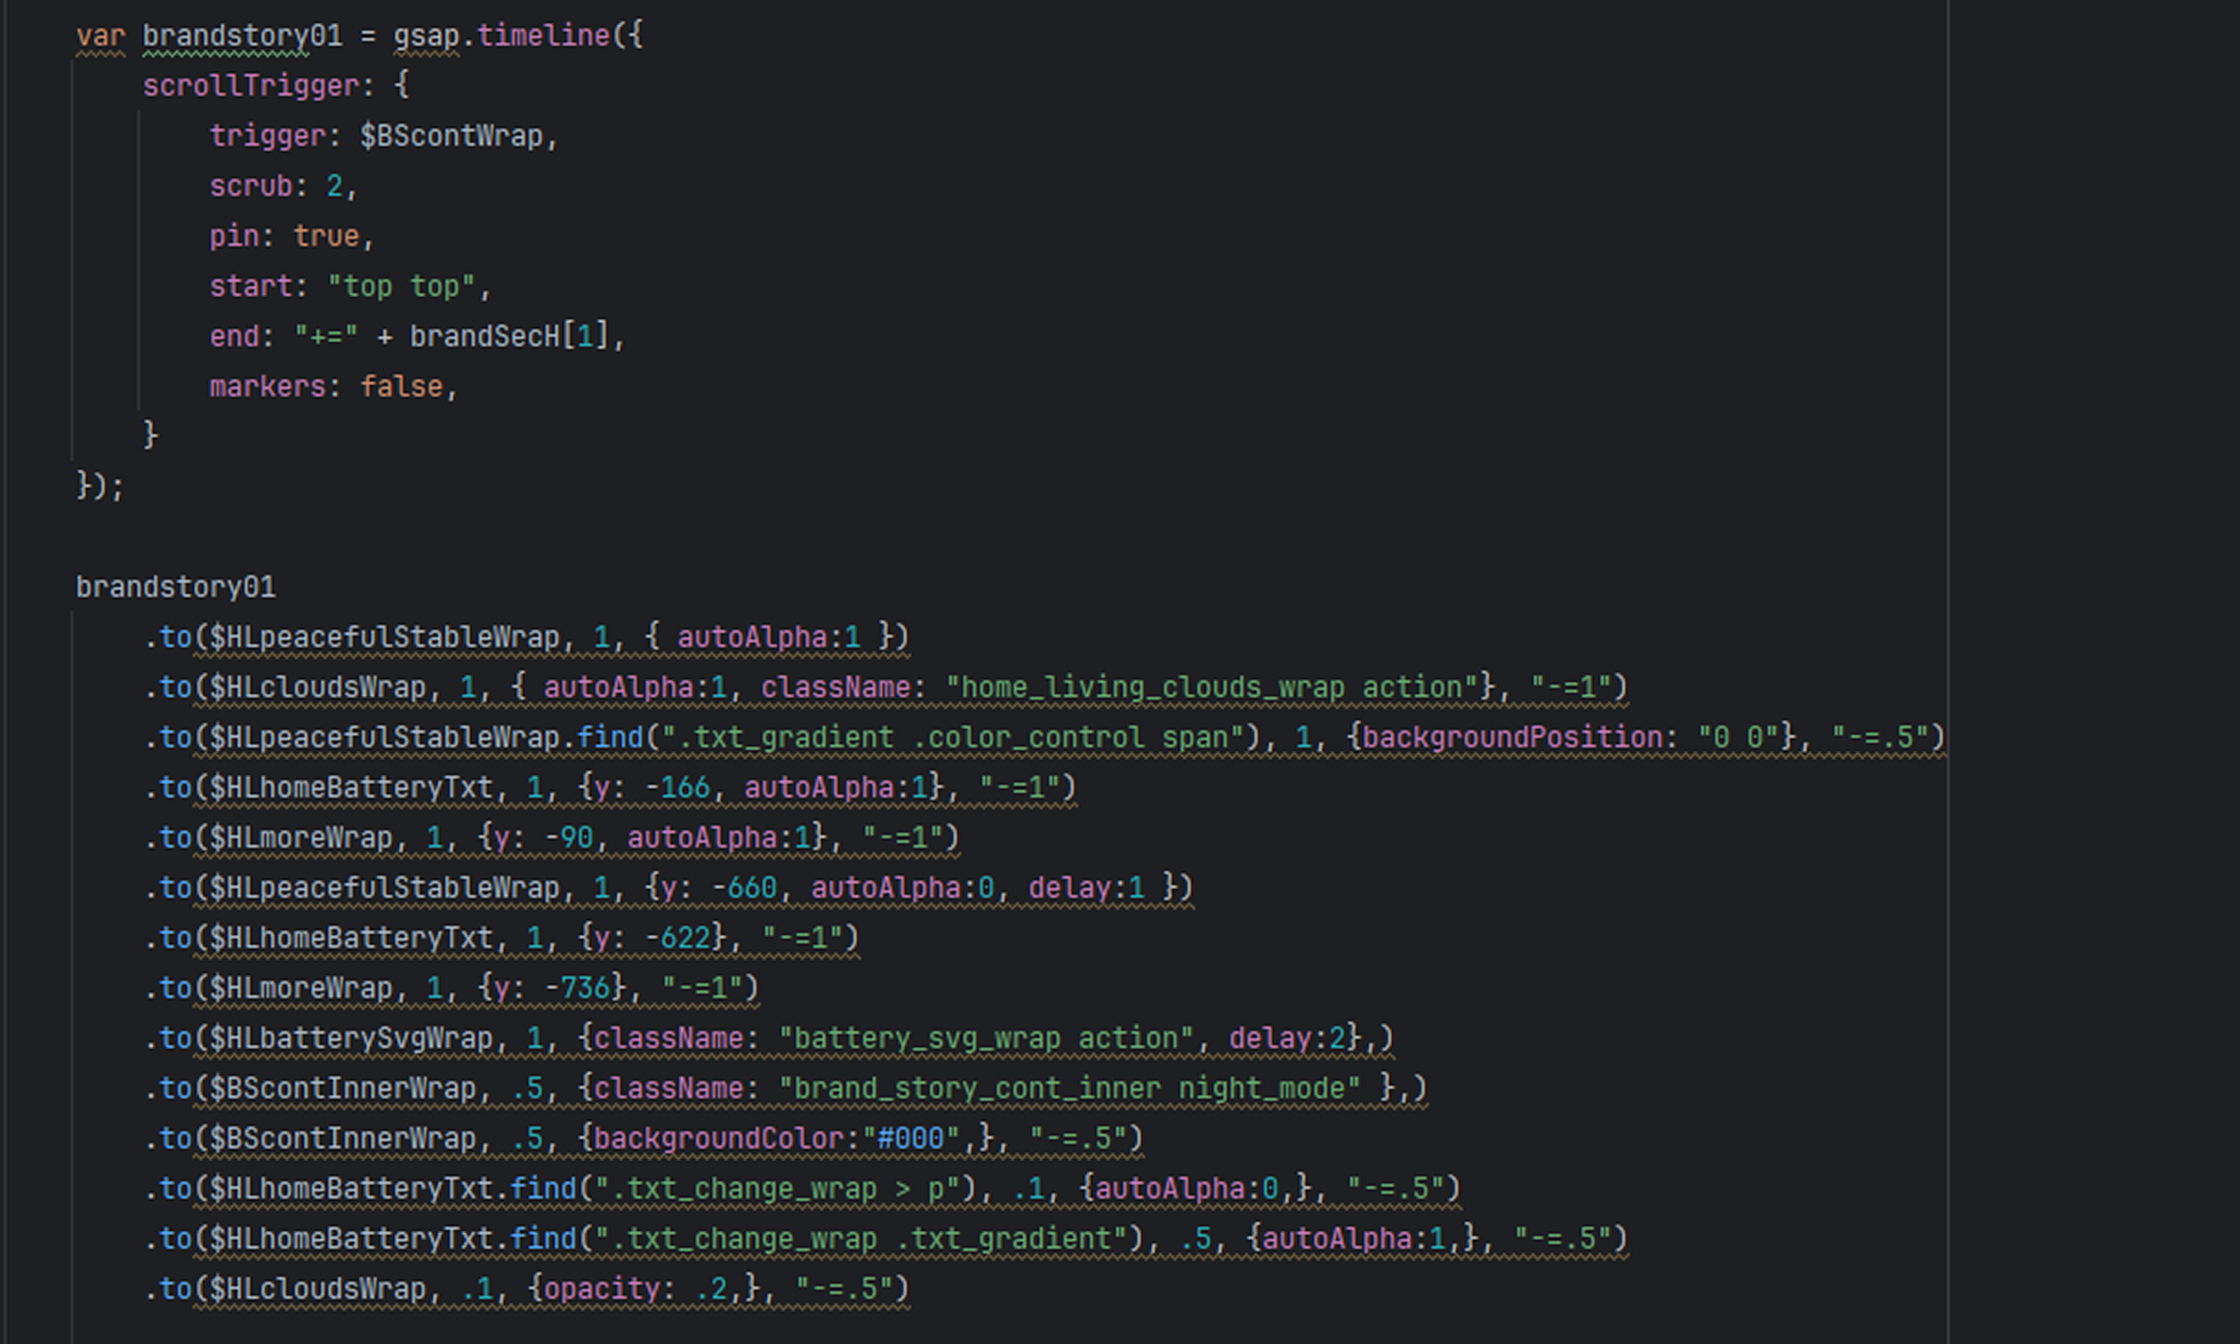 var brandstory01 = gsap.timeline({
scrollTrigger: {
trigger: $BScontWrap,
scrub: 2,
pin: true,
start: "top top",
end: "+=" + brandSecH[1],
markers: false,
}
});
brandstory01
.to($HLpeacefulStableWrap, 1, { autoAlpha:1 })
.to($HLcloudsWrap, 1, { autoAlpha:1, className: "home_living_clouds_wrap action"}, "-=1")
.to($HLpeacefulStableWrap.find(".txt_gradient .color_control span"), 1, {backgroundPosition: "0 0"}, "-=.5")
.to($HLhomeBatteryTxt, 1, {y: -166, autoAlpha:1}, "-=1")
.to($HLmoreWrap, 1, {y: -90, autoAlpha:1}, "-=1")
.to($HLpeacefulStableWrap, 1, {y: -660, autoAlpha:0, delay:1 })
.to($HLhomeBatteryTxt, 1, {y: -622}, "-=1")
.to($HLmoreWrap, 1, {y: -736}, "-=1")
.to($HLbatterySvgWrap, 1, {className: "battery_svg_wrap action", delay:2},)
.to($BScontInnerWrap, .5, {className: "brand_story_cont_inner night_mode" },)
.to($BScontInnerWrap, .5, {backgroundColor:"#000",}, "-=.5")
.to($HLhomeBatteryTxt.find(".txt_change_wrap > p"), .1, {autoAlpha:0,}, "-=.5")
.to($HLhomeBatteryTxt.find(".txt_change_wrap .txt_gradient"), .5, {autoAlpha:1,}, "-=.5")
.to($HLcloudsWrap, .1, {opacity: .2,}, "-=.5")